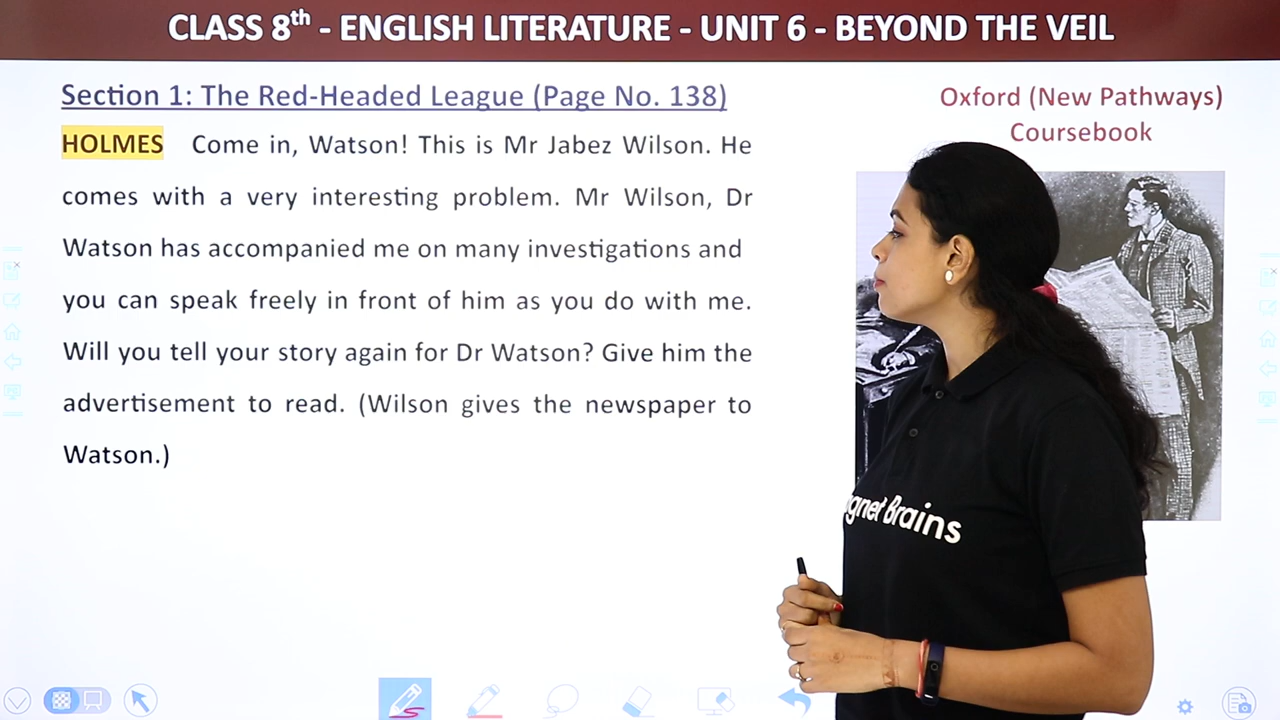 CLASS 8th - ENGLISH LITERATURE - UNIT 6 - BEYOND THE VEIL
Section 1: The Red-Headed League (Page No. 138)
Oxford (New Pathways)
Coursebook
HOLMES Come in, Watson! This is Mr Jabez Wilson. He
comes with a very interesting problem. Mr Wilson, Dr
Watson has accompanied me on many investigations and
you can speak freely in front of him as you do with me.
Will you tell your story again for Dr Watson? Give him the
advertisement to read. (Wilson gives the newspaper to
Watson.)
Brains